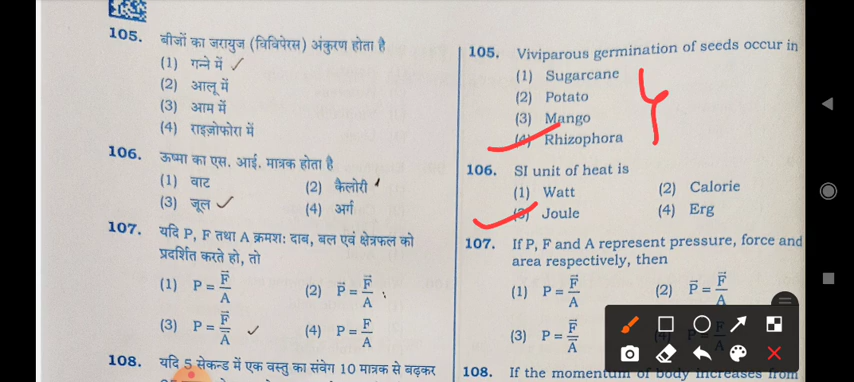 105. बीजों का जरायुज (विविपेरस) अंकुरण होता है
(1) गन्ने में
(2) आलू में
(3) आम में
(4) राइज़ोफोरा में
106. ऊष्मा का एस. आई. मात्रक होता है
(1) वाट (2) कैलोरी
(3) जूल (4) अर्ग
107. यदि P, F तथा A क्रमश: दाब, बल एवं क्षेत्रफल को
प्रदर्शित करते हो, तो
(1) P = F⃗/A (2) P⃗ = F⃗/A
(3) P = F⃗/A⃗ (4) P = F/A
108. यदि 5 सेकन्ड में एक वस्तु का संवेग 10 मात्रक से बढ़कर
105. Viviparous germination of seeds occur in
(1) Sugarcane
(2) Potato
(3) Mango
(4) Rhizophora
4
106. SI unit of heat is
(1) Watt (2) Calorie
(3) Joule (4) Erg
107. If P, F and A represent pressure, force and
area respectively, then
(1) P = F⃗/A (2) P⃗ = F⃗/A
(3) P = F⃗/A⃗
108. If the momentum of body increases from